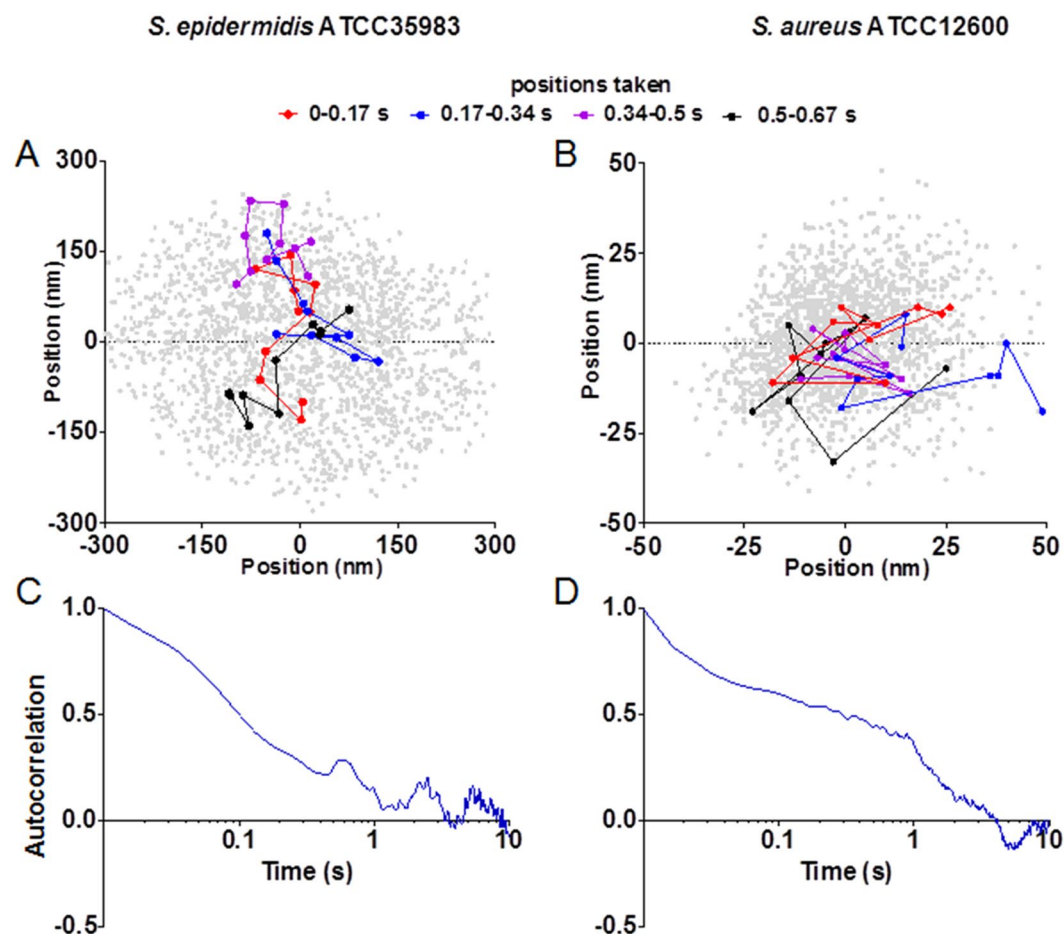 S. epidermidis ATCC35983 S. aureus ATCC12600
positions taken
0-0.17 s 0.17-0.34 s 0.34-0.5 s 0.5-0.67 s
A B
300 50
150 25
0 0
-150 -25
-300 -50
Position (nm) Position (nm)
-300 -150 0 150 300 -50 -25 0 25 50
Position (nm) Position (nm)
C D
1.0 1.0
0.5 0.5
0.0 0.0
-0.5 -0.5
Autocorrelation
0.1 1 10 0.1 1 10
Time (s) Time (s)